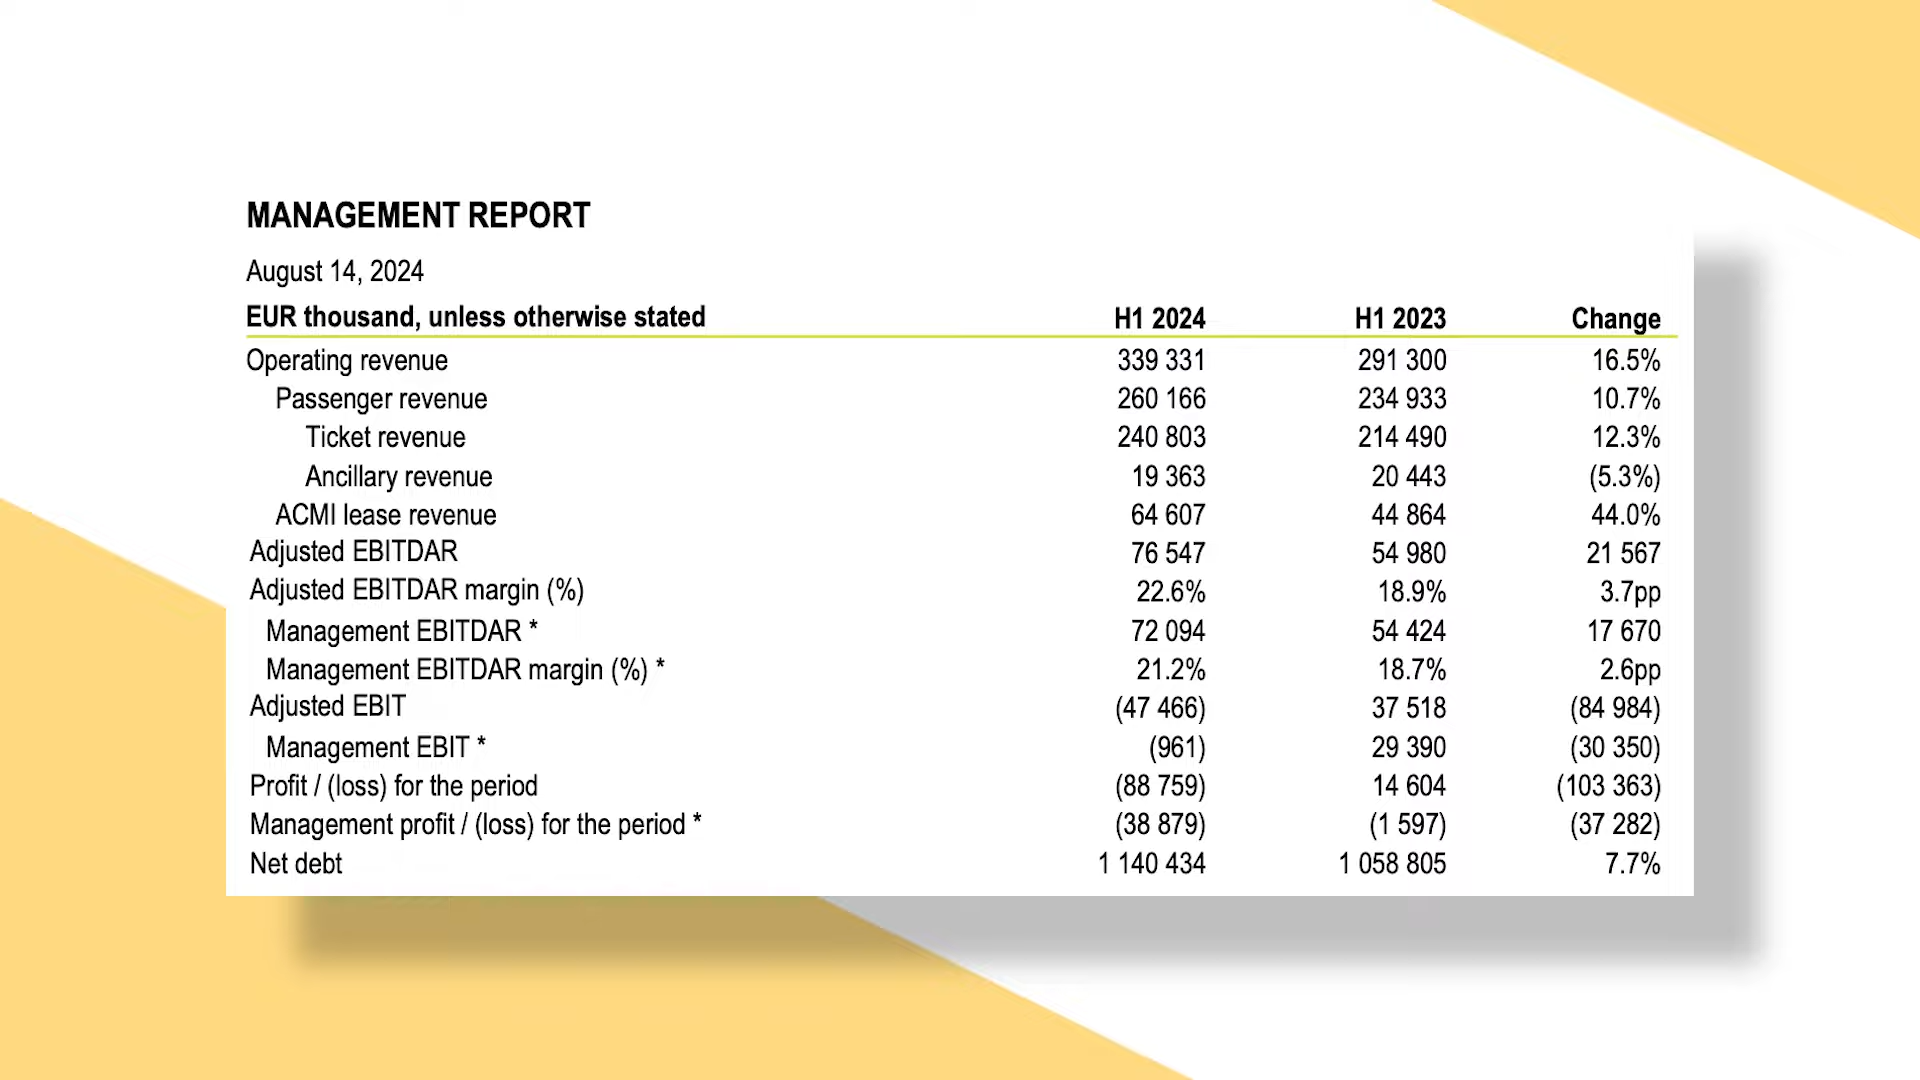 MANAGEMENT REPORT
August 14, 2024
EUR thousand, unless otherwise stated H1 2024 H1 2023 Change
Operating revenue 339 331 291 300 16.5%
Passenger revenue 260 166 234 933 10.7%
Ticket revenue 240 803 214 490 12.3%
Ancillary revenue 19 363 20 443 (5.3%)
ACMI lease revenue 64 607 44 864 44.0%
Adjusted EBITDAR 76 547 54 980 21 567
Adjusted EBITDAR margin (%) 22.6% 18.9% 3.7pp
Management EBITDAR * 72 094 54 424 17 670
Management EBITDAR margin (%) * 21.2% 18.7% 2.6pp
Adjusted EBIT (47 466) 37 518 (84 984)
Management EBIT * (961) 29 390 (30 350)
Profit / (loss) for the period (88 759) 14 604 (103 363)
Management profit / (loss) for the period * (38 879) (1 597) (37 282)
Net debt 1 140 434 1 058 805 7.7%